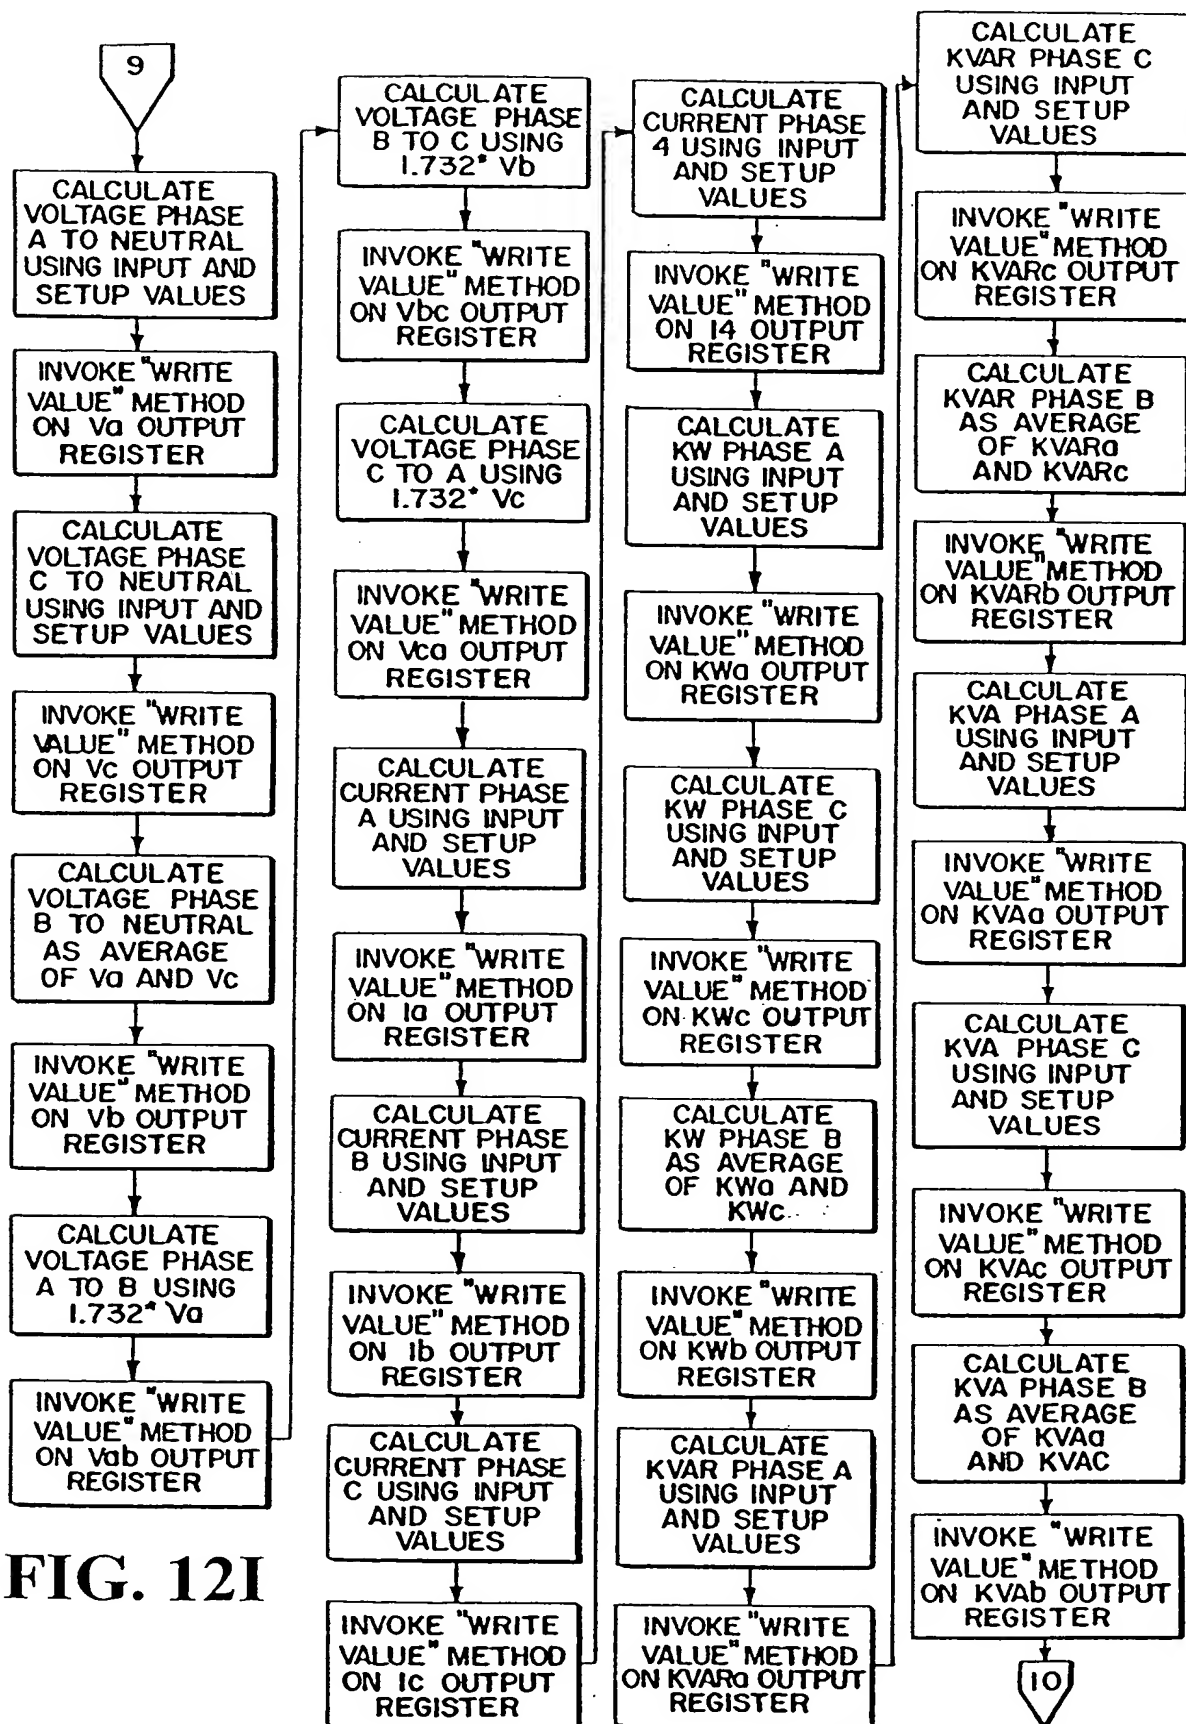 9
CALCULATE
VOLTAGE PHASE
A TO NEUTRAL
USING INPUT AND
SETUP VALUES
INVOKE "WRITE
VALUE" METHOD
ON Va OUTPUT
REGISTER
CALCULATE
VOLTAGE PHASE
C TO NEUTRAL
USING INPUT AND
SETUP VALUES
INVOKE "WRITE
VALUE" METHOD
ON Vc OUTPUT
REGISTER
CALCULATE
VOLTAGE PHASE
B TO NEUTRAL
AS AVERAGE
OF Va AND Vc
INVOKE "WRITE
VALUE" METHOD
ON Vb OUTPUT
REGISTER
CALCULATE
VOLTAGE PHASE
A TO B USING
1.732* Va
INVOKE "WRITE
VALUE" METHOD
ON Vab OUTPUT
REGISTER
FIG. 12I
CALCULATE
VOLTAGE PHASE
B TO C USING
1.732* Vb
INVOKE "WRITE
VALUE" METHOD
ON Vbc OUTPUT
REGISTER
CALCULATE
VOLTAGE PHASE
C TO A USING
1.732* Vc
INVOKE "WRITE
VALUE" METHOD
ON Vca OUTPUT
REGISTER
CALCULATE
CURRENT PHASE
A USING INPUT
AND SETUP
VALUES
INVOKE "WRITE
VALUE" METHOD
ON Ia OUTPUT
REGISTER
CALCULATE
CURRENT PHASE
B USING INPUT
AND SETUP
VALUES
INVOKE "WRITE
VALUE" METHOD
ON Ib OUTPUT
REGISTER
CALCULATE
CURRENT PHASE
C USING INPUT
AND SETUP
VALUES
INVOKE "WRITE
VALUE" METHOD
ON Ic OUTPUT
REGISTER
CALCULATE
CURRENT PHASE
4 USING INPUT
AND SETUP
VALUES
INVOKE "WRITE
VALUE" METHOD
ON I4 OUTPUT
REGISTER
CALCULATE
KW PHASE A
USING INPUT
AND SETUP
VALUES
INVOKE "WRITE
VALUE" METHOD
ON KWa OUTPUT
REGISTER
CALCULATE
KW PHASE C
USING INPUT
AND SETUP
VALUES
INVOKE "WRITE
VALUE" METHOD
ON KWc OUTPUT
REGISTER
CALCULATE
KW PHASE B
AS AVERAGE
OF KWa AND
KWc
INVOKE "WRITE
VALUE" METHOD
ON KWb OUTPUT
REGISTER
CALCULATE
KVAR PHASE A
USING INPUT
AND SETUP
VALUES
INVOKE "WRITE
VALUE" METHOD
ON KVARa OUTPUT
REGISTER
CALCULATE
KVAR PHASE C
USING INPUT
AND SETUP
VALUES
INVOKE "WRITE
VALUE" METHOD
ON KVARc OUTPUT
REGISTER
CALCULATE
KVAR PHASE B
AS AVERAGE
OF KVARa
AND KVARc
INVOKE "WRITE
VALUE" METHOD
ON KVARb OUTPUT
REGISTER
CALCULATE
KVA PHASE A
USING INPUT
AND SETUP
VALUES
INVOKE "WRITE
VALUE" METHOD
ON KVAa OUTPUT
REGISTER
CALCULATE
KVA PHASE C
USING INPUT
AND SETUP
VALUES
INVOKE "WRITE
VALUE" METHOD
ON KVAc OUTPUT
REGISTER
CALCULATE
KVA PHASE B
AS AVERAGE
OF KVAa
AND KVAC
INVOKE "WRITE
VALUE" METHOD
ON KVAb OUTPUT
REGISTER
10